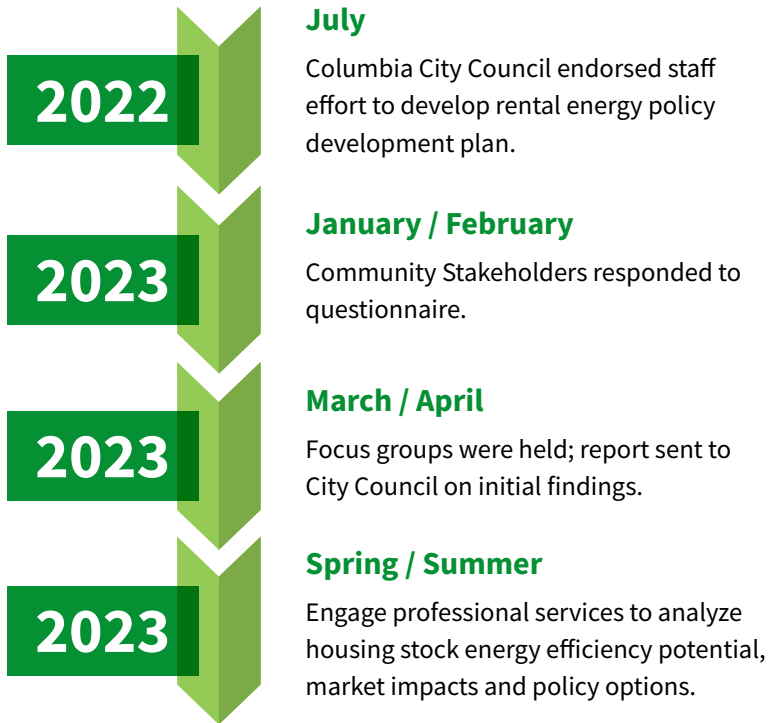 July
2022
Columbia City Council endorsed staff
effort to develop rental energy policy
development plan.
January / February
2023
Community Stakeholders responded to
questionnaire.
March / April
2023
Focus groups were held; report sent to
City Council on initial findings.
Spring / Summer
2023
Engage professional services to analyze
housing stock energy efficiency potential,
market impacts and policy options.